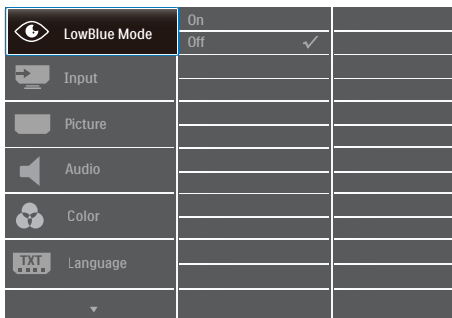 LowBlue Mode
On
Off
Input
Picture
Audio
Color
TXT
Language